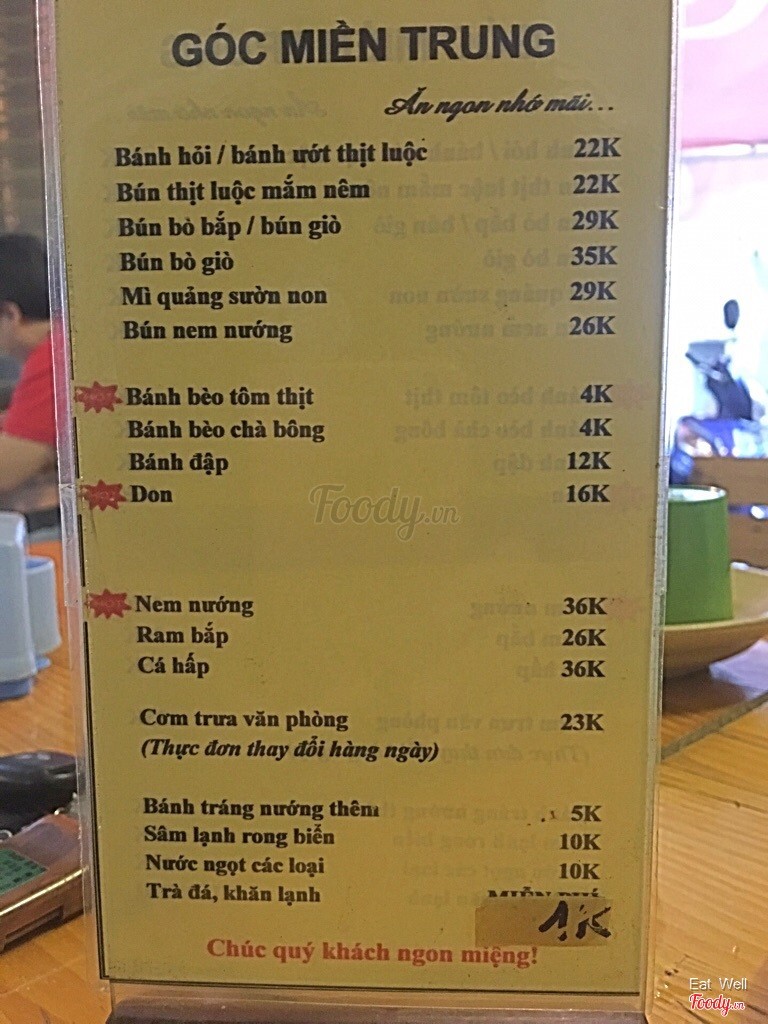 GÓC MIỀN TRUNG
Ăn ngon nhớ mãi...
Bánh hỏi / bánh ướt thịt luộc 22K
Bún thịt luộc mắm nêm 22K
Bún bò bắp / bún giò 29K
Bún bò giò 35K
Mì quảng sườn non 29K
Bún nem nướng 26K
Bánh bèo tôm thịt 4K
Bánh bèo chà bông 4K
Bánh đập 12K
Don 16K
Foody.vn
Nem nướng 36K
Ram bắp 26K
Cá hấp 36K
Cơm trưa văn phòng 23K
(Thực đơn thay đổi hàng ngày)
Bánh tráng nướng thêm 5K
Sâm lạnh rong biển 10K
Nước ngọt các loại 10K
Trà đá, khăn lạnh MIỄN PHÍ
1K
Chúc quý khách ngon miệng!
Eat Well
Foody.vn